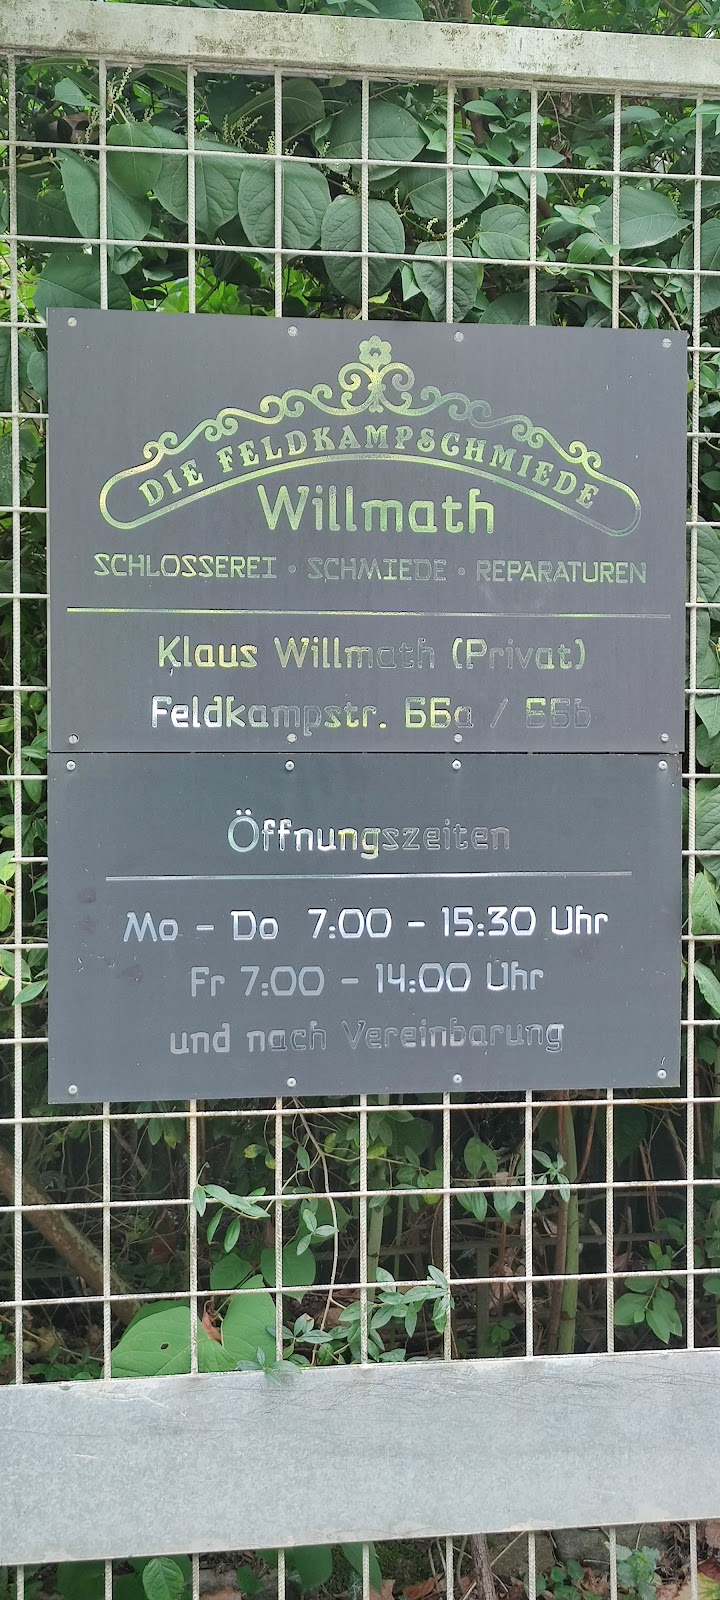 DIE FELDKAMPSCHMIEDE
Willmath
SCHLOSSEREI · SCHMIEDE · REPARATUREN
Klaus Willmath (Privat)
Feldkampstr. 66a / 66b
Öffnungszeiten
Mo - Do 7:00 - 15:30 Uhr
Fr 7:00 - 14:00 Uhr
und nach Vereinbarung